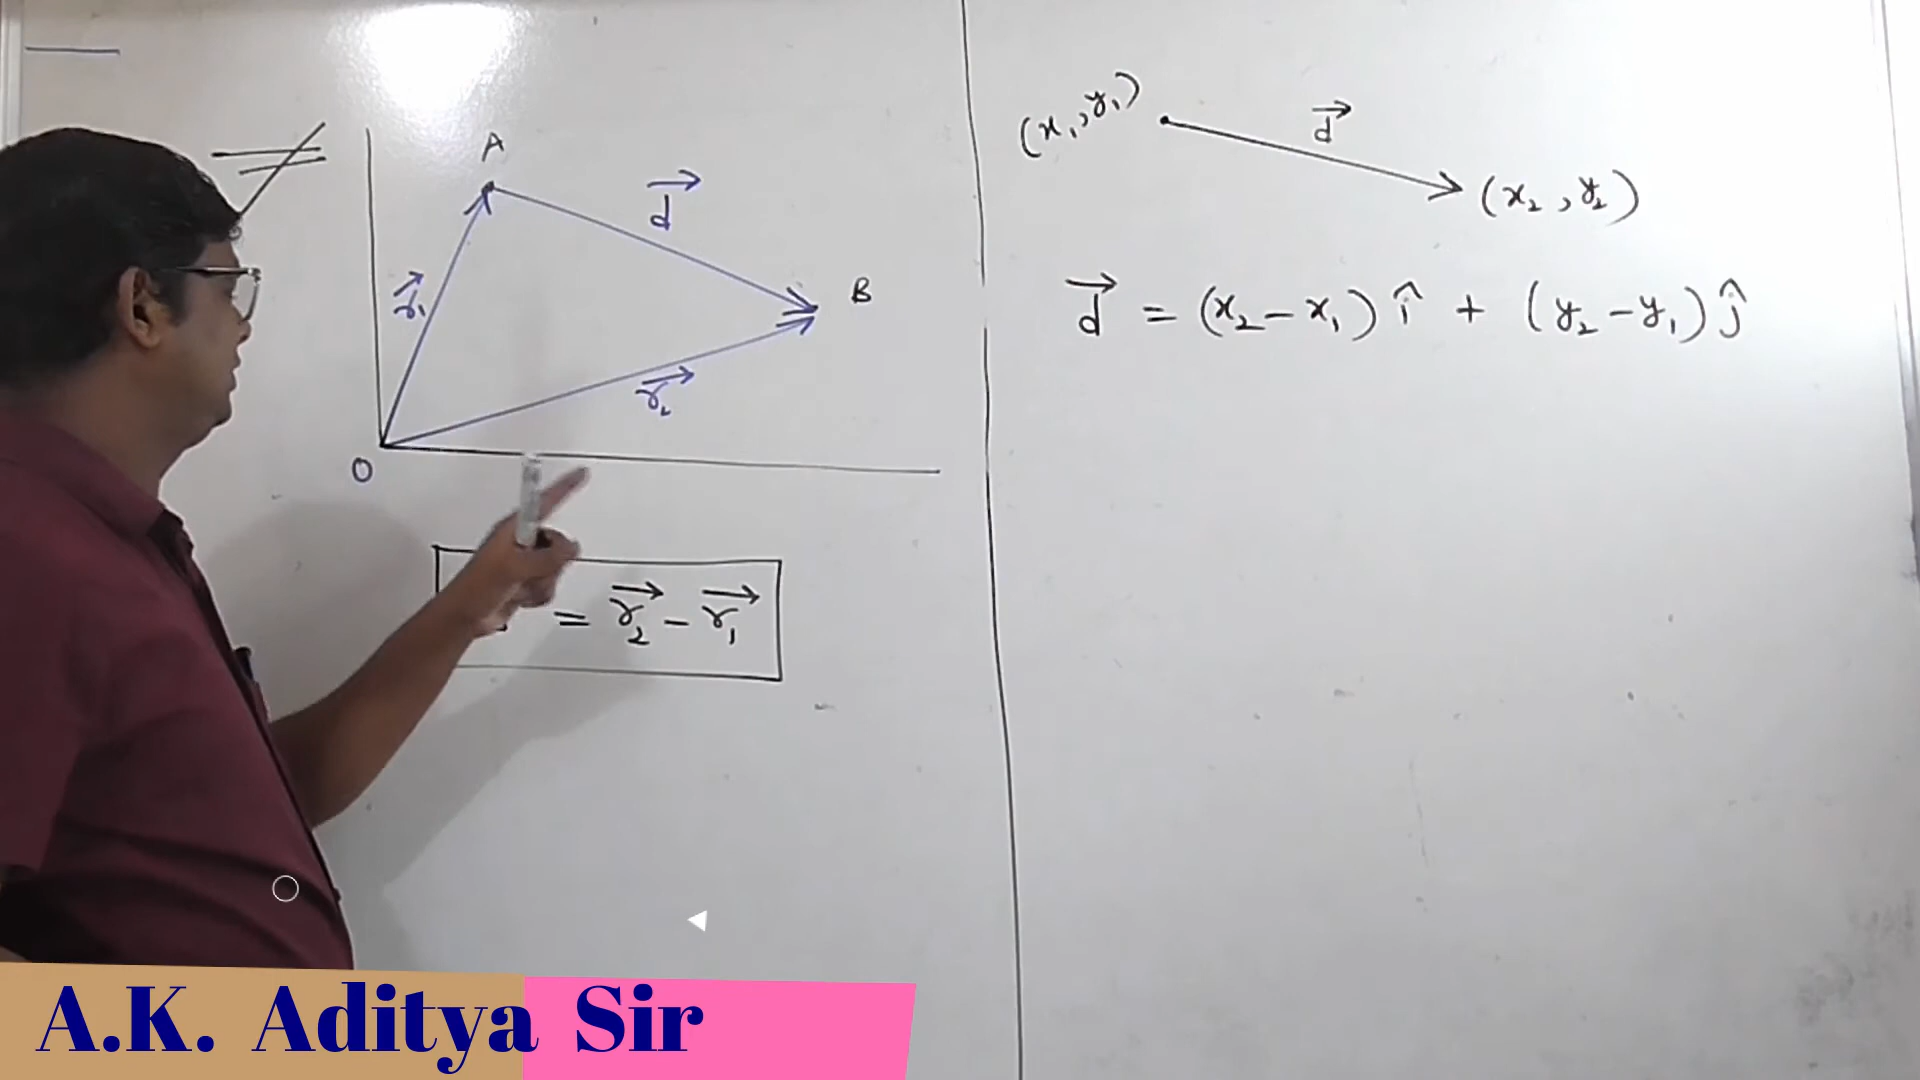 A
d⃗
B
r⃗₁
r⃗₂
O
= r⃗₂ − r⃗₁
(x₁, y₁)
d⃗
(x₂, y₂)
d⃗ = (x₂ − x₁) î + (y₂ − y₁) ĵ
A.K. Aditya Sir